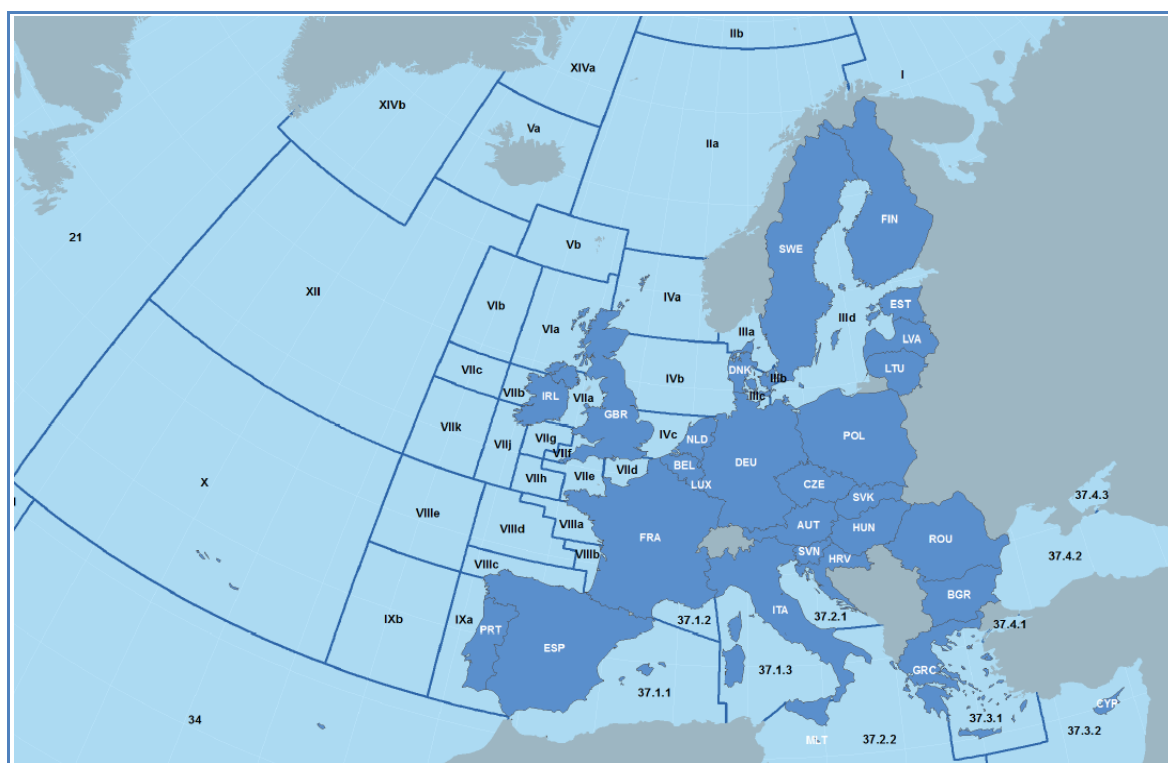 IIb
XIVa
I
XIVb
Va
IIa
FIN
21
Vb
SWE
XII
IVa
VIb
EST
IIId
VIa
IIIa
LVA
DNK
LTU
VIIc
IVb
IIIb
VIIb
IRL
VIIa
IIIc
GBR
VIIk
IVc
NLD
VIIj
VIIg
POL
VIIf
DEU
BEL
VIId
VIIh
VIIe
LUX
CZE
X
SVK
37.4.3
VIIIe
VIIId
VIIIa
AUT
HUN
FRA
ROU
SVN
VIIIb
HRV
37.4.2
VIIIc
BGR
ITA
IXb
IXa
37.1.2
37.2.1
37.4.1
PRT
ESP
GRC
37.1.3
37.1.1
CYP
34
37.3.1
37.3.2
MLT
37.2.2